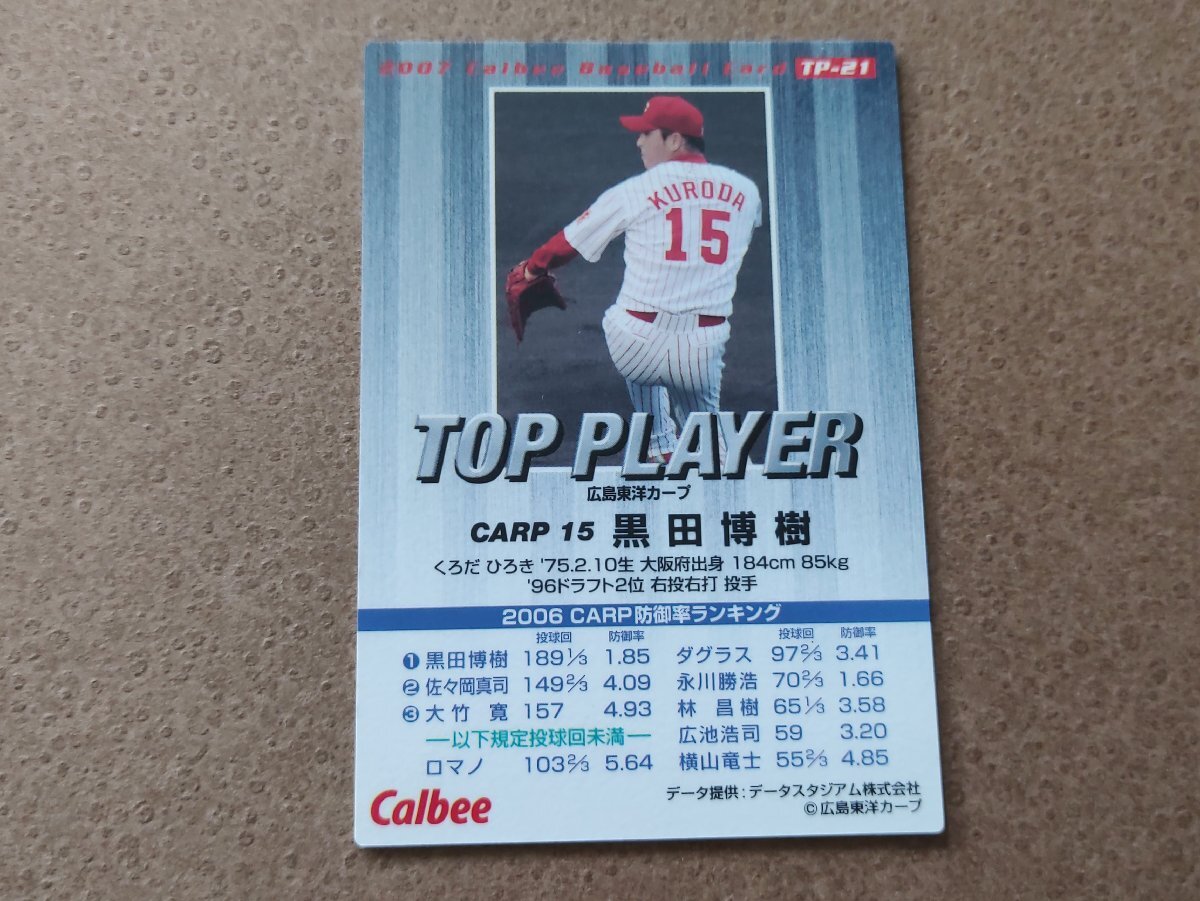 2007 Calbee Baseball Card TP-21
KURODA
15
TOP PLAYER
広島東洋カープ
CARP 15 黒田博樹
くろだ ひろき '75.2.10生 大阪府出身 184cm 85kg
'96ドラフト2位 右投右打 投手
2006 CARP防御率ランキング
投球回 防御率
❶黒田博樹 189⅓ 1.85
❷佐々岡真司 149⅔ 4.09
❸大竹 寛 157 4.93
―以下規定投球回未満―
ロマノ 103⅔ 5.64
投球回 防御率
ダグラス 97⅔ 3.41
永川勝浩 70⅔ 1.66
林 昌樹 65⅓ 3.58
広池浩司 59 3.20
横山竜士 55⅔ 4.85
Calbee
データ提供:データスタジアム株式会社
©広島東洋カープ